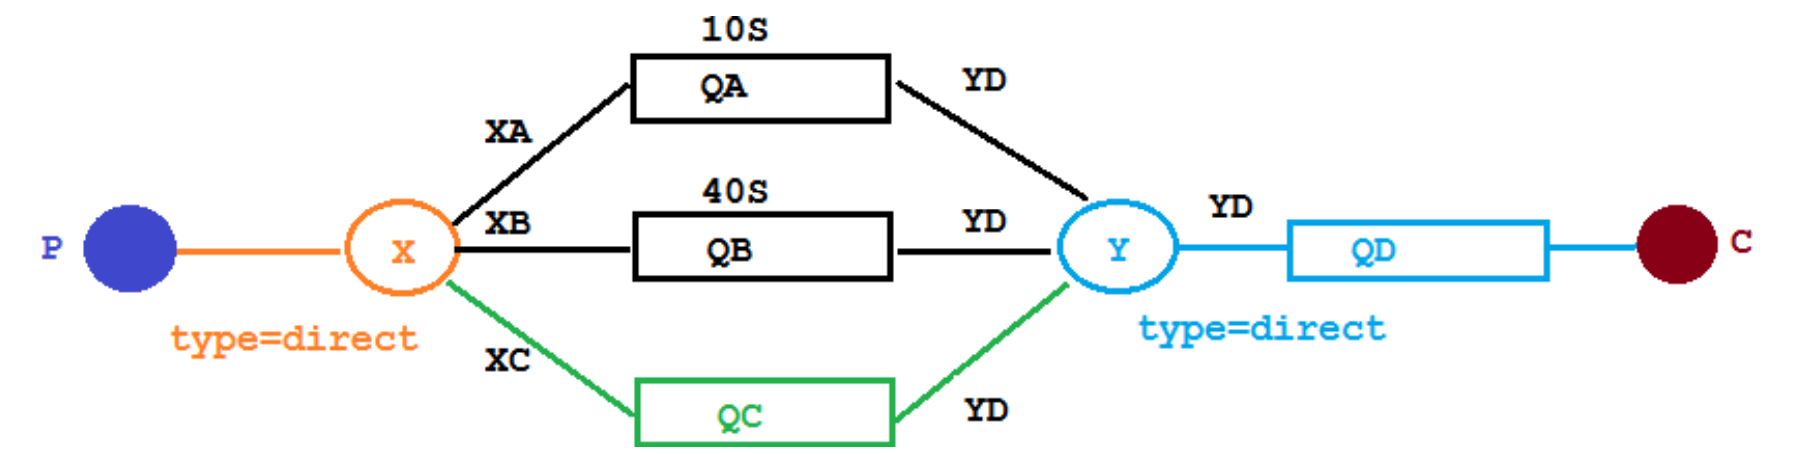 10S
QA
YD
XA
40S
YD
XB
QB
YD
P
X
Y
QD
C
type=direct
type=direct
XC
QC
YD